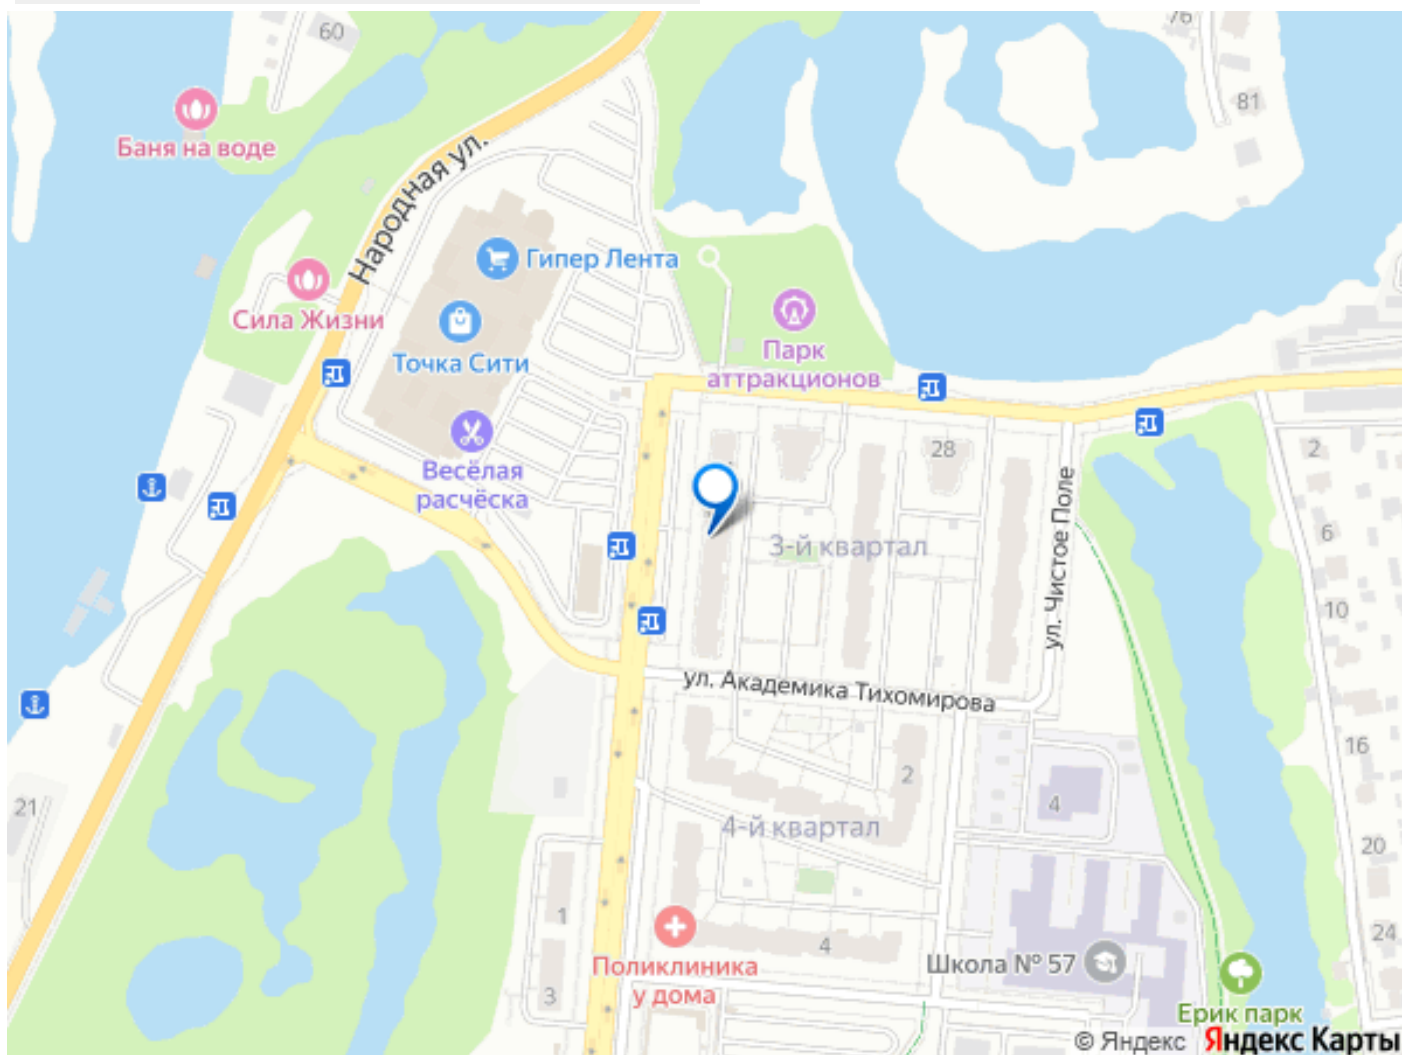 60
76
81
Баня на воде
Народная ул.
Гипер Лента
Сила Жизни
Точка Сити
Парк
аттракционов
Весёлая
расчёска
28
2
3-й квартал
6
ул. Чистое Поле
10
ул. Академика Тихомирова
16
2
21
4
4-й квартал
20
1
24
4
Школа № 57
Поликлиника
у дома
3
Ерик парк
© Яндекс Яндекс Карты